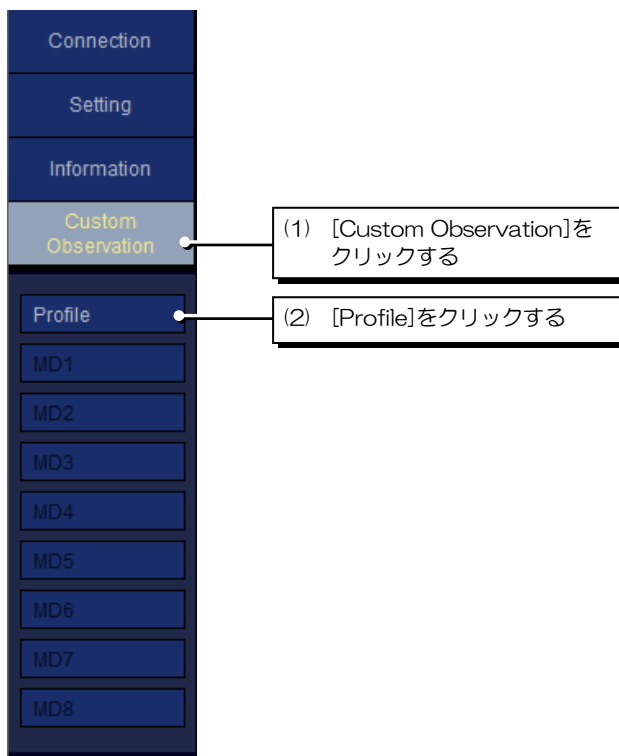 Connection
Setting
Information
Custom
Observation
(1) [Custom Observation]を
クリックする
Profile
(2) [Profile]をクリックする
MD1
MD2
MD3
MD4
MD5
MD6
MD7
MD8